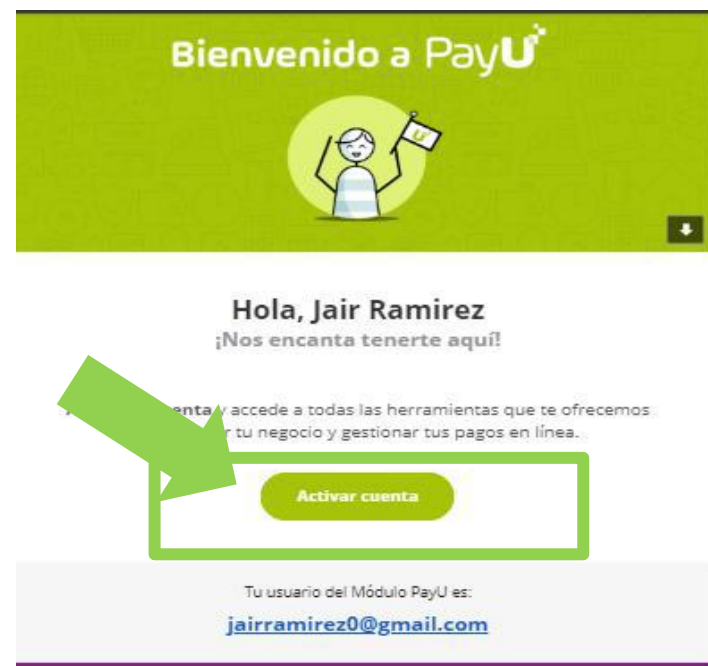 Bienvenido a PayU
U
Hola, Jair Ramirez
¡Nos encanta tenerte aquí!
enta y accede a todas las herramientas que te ofrecemos
r tu negocio y gestionar tus pagos en línea.
Activar cuenta
Tu usuario del Módulo PayU es:
jairramirez0@gmail.com